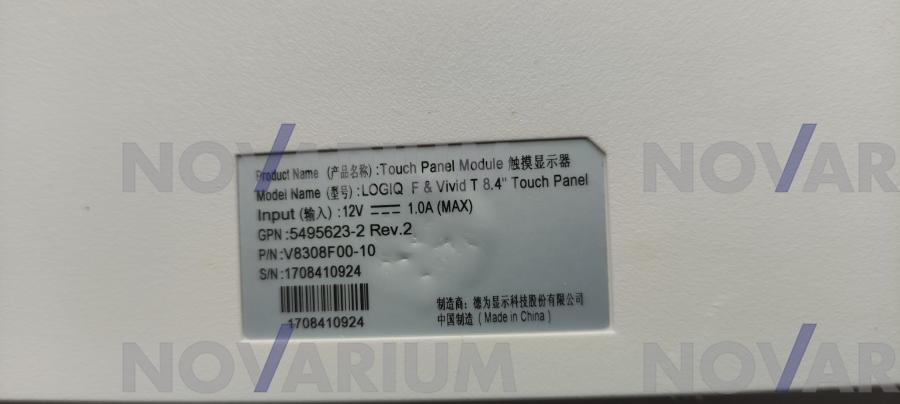 NOVARIUM
NOVARIUM
Product Name (产品名称) :Touch Panel Module 触摸显示器
Model Name (型号) :LOGIQ F & Vivid T 8.4" Touch Panel
Input (输入) :12V 1.0A (MAX)
GPN :5495623-2 Rev.2
P/N :V8308F00-10
S/N :1708410924
1708410924
制造商：德为显示科技股份有限公司
中国制造 ( Made in China )
NOVARIUM
NOVARIUM